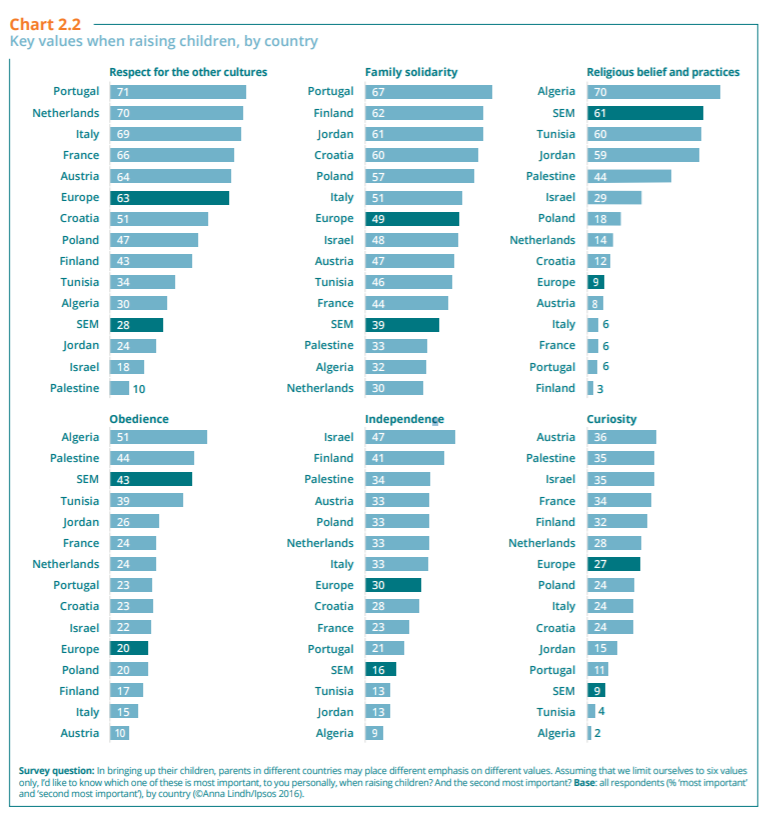 Chart 2.2
Key values when raising children, by country
Respect for the other cultures
Portugal 71
Netherlands 70
Italy 69
France 66
Austria 64
Europe 63
Croatia 51
Poland 47
Finland 43
Tunisia 34
Algeria 30
SEM 28
Jordan 24
Israel 18
Palestine 10
Family solidarity
Portugal 67
Finland 62
Jordan 61
Croatia 60
Poland 57
Italy 51
Europe 49
Israel 48
Austria 47
Tunisia 46
France 44
SEM 39
Palestine 33
Algeria 32
Netherlands 30
Religious belief and practices
Algeria 70
SEM 61
Tunisia 60
Jordan 59
Palestine 44
Israel 29
Poland 18
Netherlands 14
Croatia 12
Europe 9
Austria 8
Italy 6
France 6
Portugal 6
Finland 3
Obedience
Algeria 51
Palestine 44
SEM 43
Tunisia 39
Jordan 26
France 24
Netherlands 24
Portugal 23
Croatia 23
Israel 22
Europe 20
Poland 20
Finland 17
Italy 15
Austria 10
Independence
Israel 47
Finland 41
Palestine 34
Austria 33
Poland 33
Netherlands 33
Italy 33
Europe 30
Croatia 28
France 23
Portugal 21
SEM 16
Tunisia 13
Jordan 13
Algeria 9
Curiosity
Austria 36
Palestine 35
Israel 35
France 34
Finland 32
Netherlands 28
Europe 27
Poland 24
Italy 24
Croatia 24
Jordan 15
Portugal 11
SEM 9
Tunisia 4
Algeria 2
Survey question: In bringing up their children, parents in different countries may place different emphasis on different values. Assuming that we limit ourselves to six values
only, I'd like to know which one of these is most important, to you personally, when raising children? And the second most important? Base: all respondents (% 'most important'
and 'second most important'), by country (©Anna Lindh/Ipsos 2016).